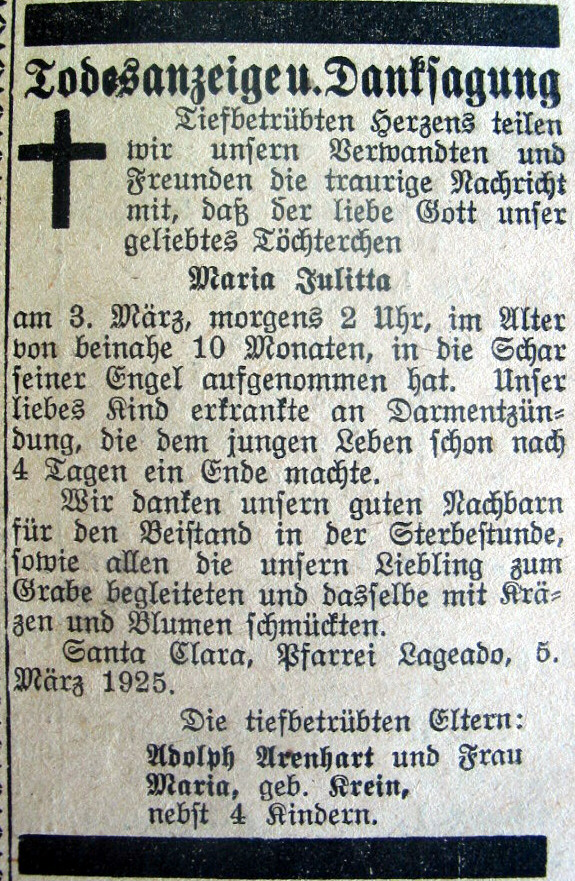 Todesanzeige u. Danksagung
Tiefbetrübten Herzens teilen
wir unsern Verwandten und
Freunden die traurige Nachricht
mit, daß der liebe Gott unser
geliebtes Töchterchen
Maria Julitta
am 3. März, morgens 2 Uhr, im Alter
von beinahe 10 Monaten, in die Schar
seiner Engel aufgenommen hat. Unser
liebes Kind erkrankte an Darmentzün-
dung, die dem jungen Leben schon nach
4 Tagen ein Ende machte.
Wir danken unsern guten Nachbarn
für den Beistand in der Sterbestunde,
sowie allen die unsern Liebling zum
Grabe begleiteten und dasselbe mit Krä-
zen und Blumen schmückten.
Santa Clara, Pfarrei Lageado, 5.
März 1925.
Die tiefbetrübten Eltern:
Adolph Arenhart und Frau
Maria, geb. Krein,
nebst 4 Kindern.